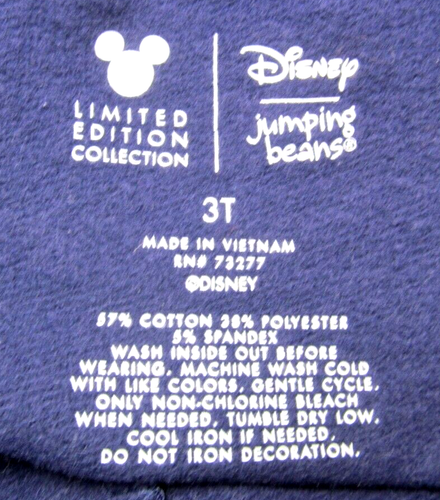 LIMITED
EDITION
COLLECTION
Disney
jumping
beans®
3T
MADE IN VIETNAM
RN# 73277
©DISNEY
57% COTTON 38% POLYESTER
5% SPANDEX
WASH INSIDE OUT BEFORE
WEARING. MACHINE WASH COLD
WITH LIKE COLORS. GENTLE CYCLE.
ONLY NON-CHLORINE BLEACH
WHEN NEEDED. TUMBLE DRY LOW.
COOL IRON IF NEEDED.
DO NOT IRON DECORATION.